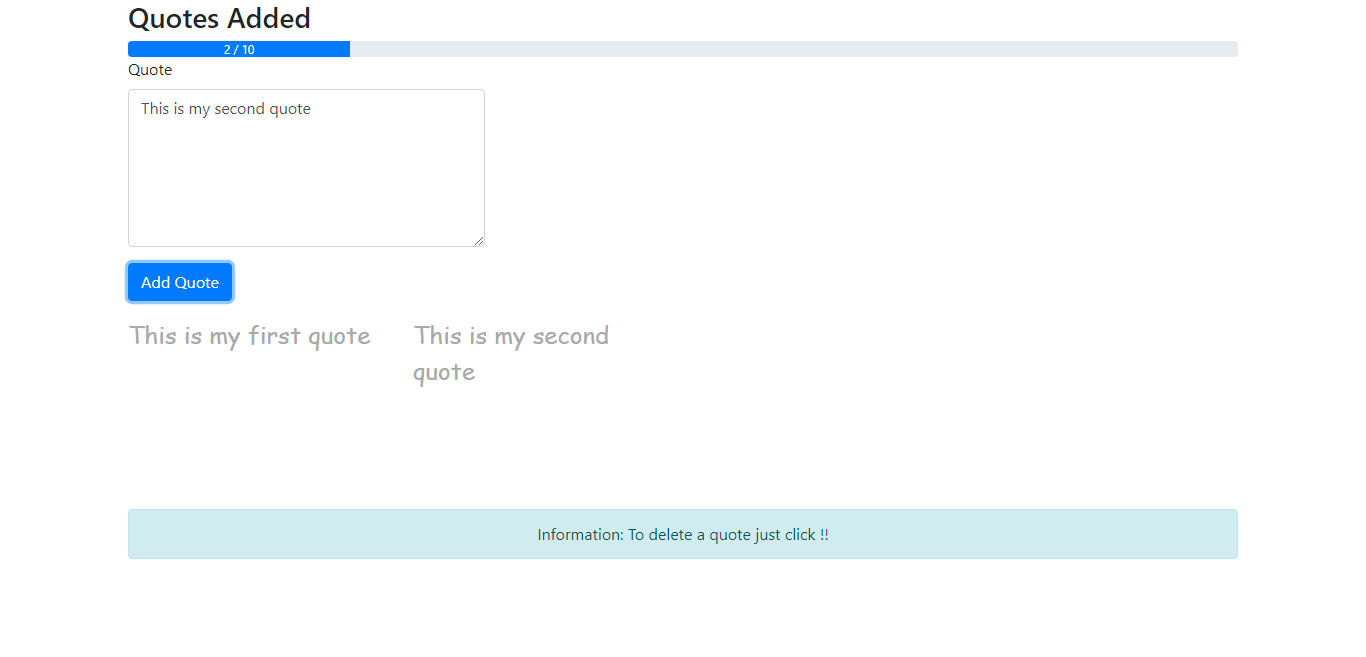 Quotes Added
2 / 10
Quote
This is my second quote
Add Quote
This is my first quote
This is my second
quote
Information: To delete a quote just click !!